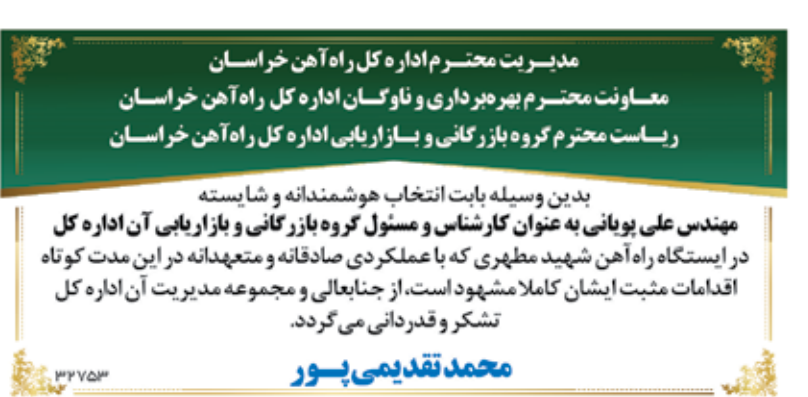 مدیریت محترم اداره کل راه‌آهن خراسان
معاونت محترم بهره‌برداری و ناوگان اداره کل راه‌آهن خراسان
ریاست محترم گروه بازرگانی و بازاریابی اداره کل راه‌آهن خراسان
بدین وسیله بابت انتخاب هوشمندانه و شایسته
مهندس علی پویانی به عنوان کارشناس و مسئول گروه بازرگانی و بازاریابی آن اداره کل
در ایستگاه راه‌آهن شهید مطهری که با عملکردی صادقانه و متعهدانه در این مدت کوتاه
اقدامات مثبت ایشان کاملا مشهود است، از جنابعالی و مجموعه مدیریت آن اداره کل
تشکر و قدردانی می‌گردد.
محمد تقدیمی‌پور
۳۲۷۵۳